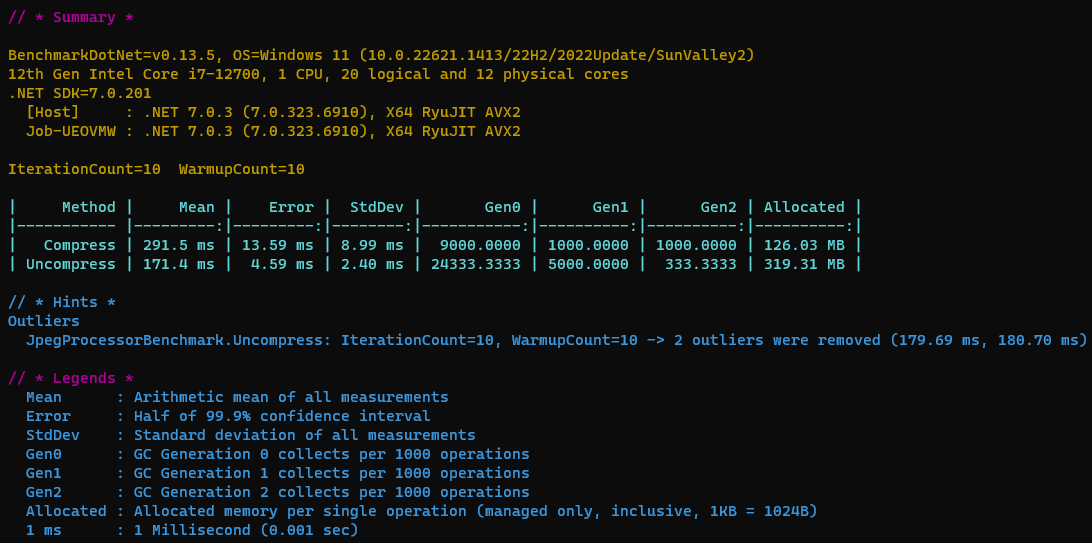 // * Summary *

BenchmarkDotNet=v0.13.5, OS=Windows 11 (10.0.22621.1413/22H2/2022Update/SunValley2)
12th Gen Intel Core i7-12700, 1 CPU, 20 logical and 12 physical cores
.NET SDK=7.0.201
  [Host]     : .NET 7.0.3 (7.0.323.6910), X64 RyuJIT AVX2
  Job-UEOVMW : .NET 7.0.3 (7.0.323.6910), X64 RyuJIT AVX2

IterationCount=10  WarmupCount=10

|     Method |     Mean |    Error |  StdDev |       Gen0 |      Gen1 |      Gen2 | Allocated |
|----------- |---------:|---------:|--------:|-----------:|----------:|----------:|----------:|
|   Compress | 291.5 ms | 13.59 ms | 8.99 ms |  9000.0000 | 1000.0000 | 1000.0000 | 126.03 MB |
| Uncompress | 171.4 ms |  4.59 ms | 2.40 ms | 24333.3333 | 5000.0000 |  333.3333 | 319.31 MB |

// * Hints *
Outliers
  JpegProcessorBenchmark.Uncompress: IterationCount=10, WarmupCount=10 -> 2 outliers were removed (179.69 ms, 180.70 ms)

// * Legends *
  Mean      : Arithmetic mean of all measurements
  Error     : Half of 99.9% confidence interval
  StdDev    : Standard deviation of all measurements
  Gen0      : GC Generation 0 collects per 1000 operations
  Gen1      : GC Generation 1 collects per 1000 operations
  Gen2      : GC Generation 2 collects per 1000 operations
  Allocated : Allocated memory per single operation (managed only, inclusive, 1KB = 1024B)
  1 ms      : 1 Millisecond (0.001 sec)